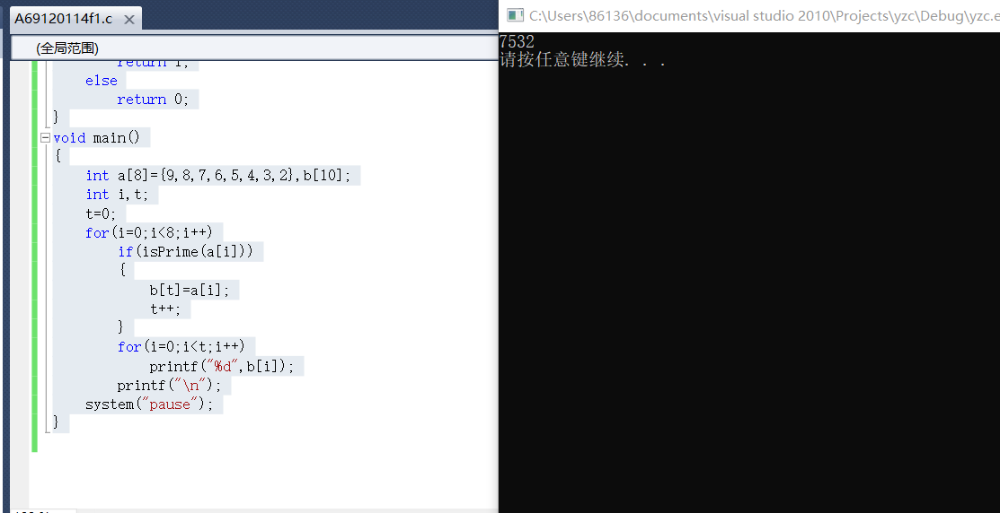 A69120114f1.c
C:\Users\86136\documents\visual studio 2010\Projects\yzc\Debug\yzc.e
(全局范围)
7532
请按任意键继续. . .
return 1;
else
return 0;
}
void main()
{
int a[8]={9,8,7,6,5,4,3,2},b[10];
int i,t;
t=0;
for(i=0;i<8;i++)
if(isPrime(a[i]))
{
b[t]=a[i];
t++;
}
for(i=0;i<t;i++)
printf("%d",b[i]);
printf("\n");
system("pause");
}